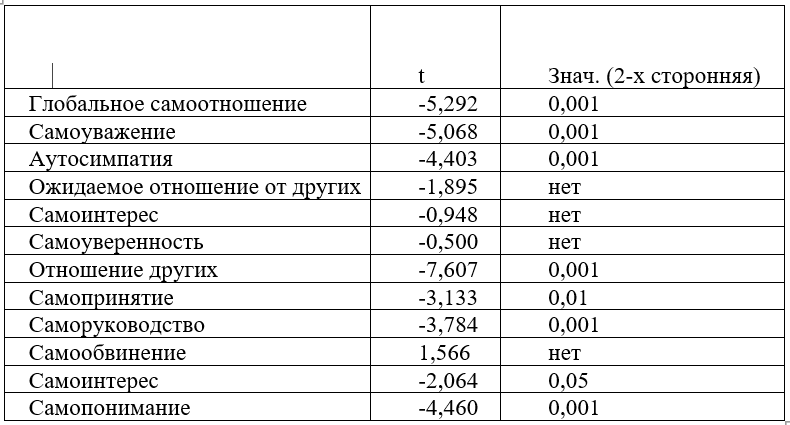 t Знач. (2-х сторонняя)
Глобальное самоотношение -5,292 0,001
Самоуважение -5,068 0,001
Аутосимпатия -4,403 0,001
Ожидаемое отношение от других -1,895 нет
Самоинтерес -0,948 нет
Самоуверенность -0,500 нет
Отношение других -7,607 0,001
Самопринятие -3,133 0,01
Саморуководство -3,784 0,001
Самообвинение 1,566 нет
Самоинтерес -2,064 0,05
Самопонимание -4,460 0,001